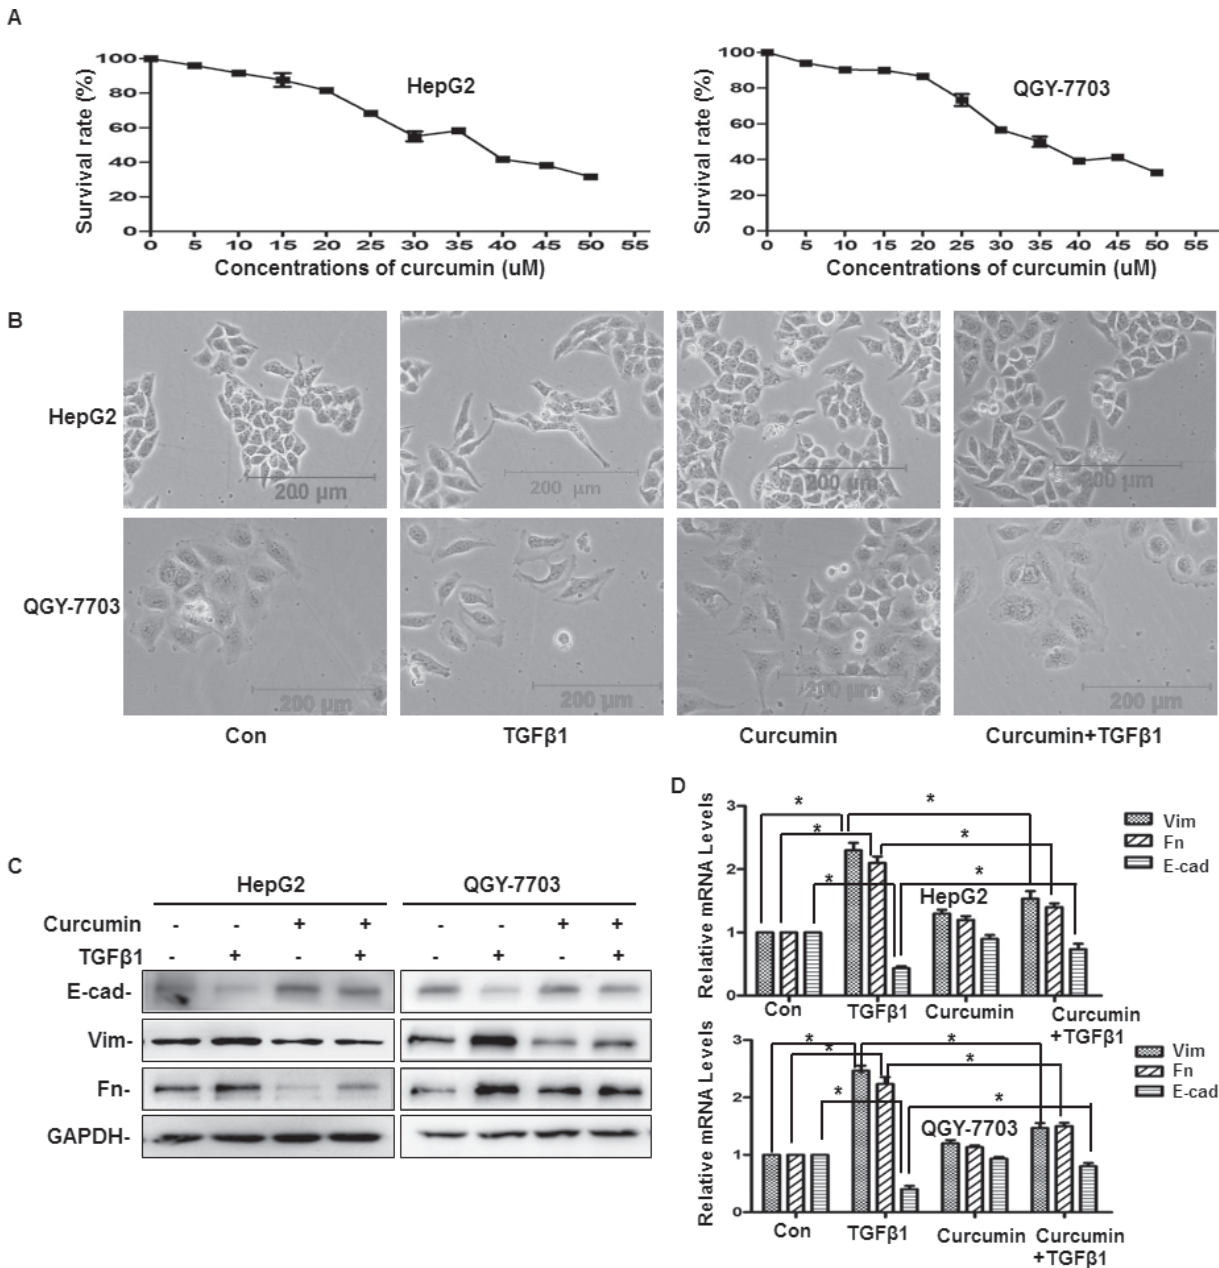 A
100
80
60
40
20
0
Survival rate (%)
HepG2
0 5 10 15 20 25 30 35 40 45 50 55
Concentrations of curcumin (uM)
100
80
60
40
20
0
Survival rate (%)
QGY-7703
0 5 10 15 20 25 30 35 40 45 50 55
Concentrations of curcumin (uM)
B
HepG2
200 μm
200 μm
200 μm
200 μm
QGY-7703
200 μm
200 μm
200 μm
200 μm
Con TGFβ1 Curcumin Curcumin+TGFβ1
C
HepG2 QGY-7703
Curcumin - - + + - - + +
TGFβ1 - + - + - + - +
E-cad-
Vim-
Fn-
GAPDH-
D
3
2
1
0
Relative mRNA Levels
* *
* *
* *
HepG2
Vim
Fn
E-cad
Con TGFβ1 Curcumin Curcumin
+TGFβ1
3
2
1
0
Relative mRNA Levels
* *
* *
* *
QGY-7703
Vim
Fn
E-cad
Con TGFβ1 Curcumin Curcumin
+TGFβ1